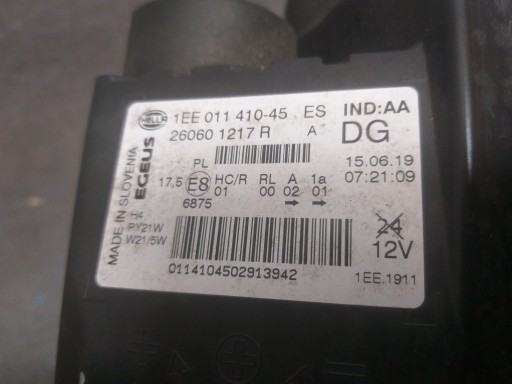 HELLA
1EE 011 410-45 ES IND:AA
26060 1217 R A DG
PL 15.06.19
17,5 E8 HC/R RL A 1a 07:21:09
01 00 02 01
6875 → →
MADE IN SLOVENIA
EGEUS
H4
PY21W
W21/5W
24
12V
0114104502913942
1EE.1911